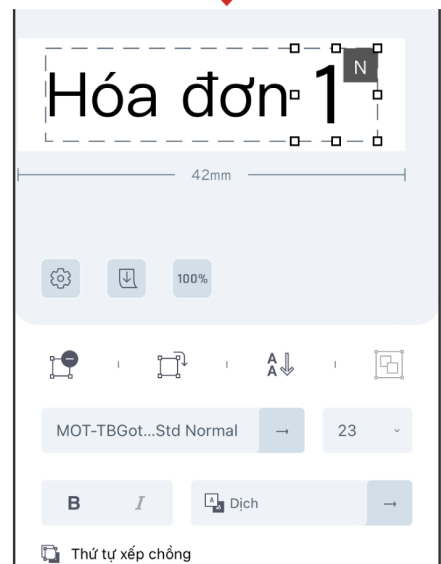 Hóa đơn 1
N
42mm
100%
A
A
MOT-TBGot...Std Normal → 23
B I A Dịch →
Thứ tự xếp chồng